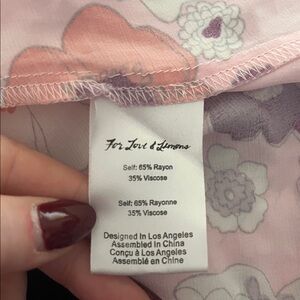 For Love & Lemons
Self: 65% Rayon
35% Viscose
Self: 65% Rayonne
35% Viscose
Designed In Los Angeles
Assembled In China
Conçu à Los Angeles
Assemblé en Chine